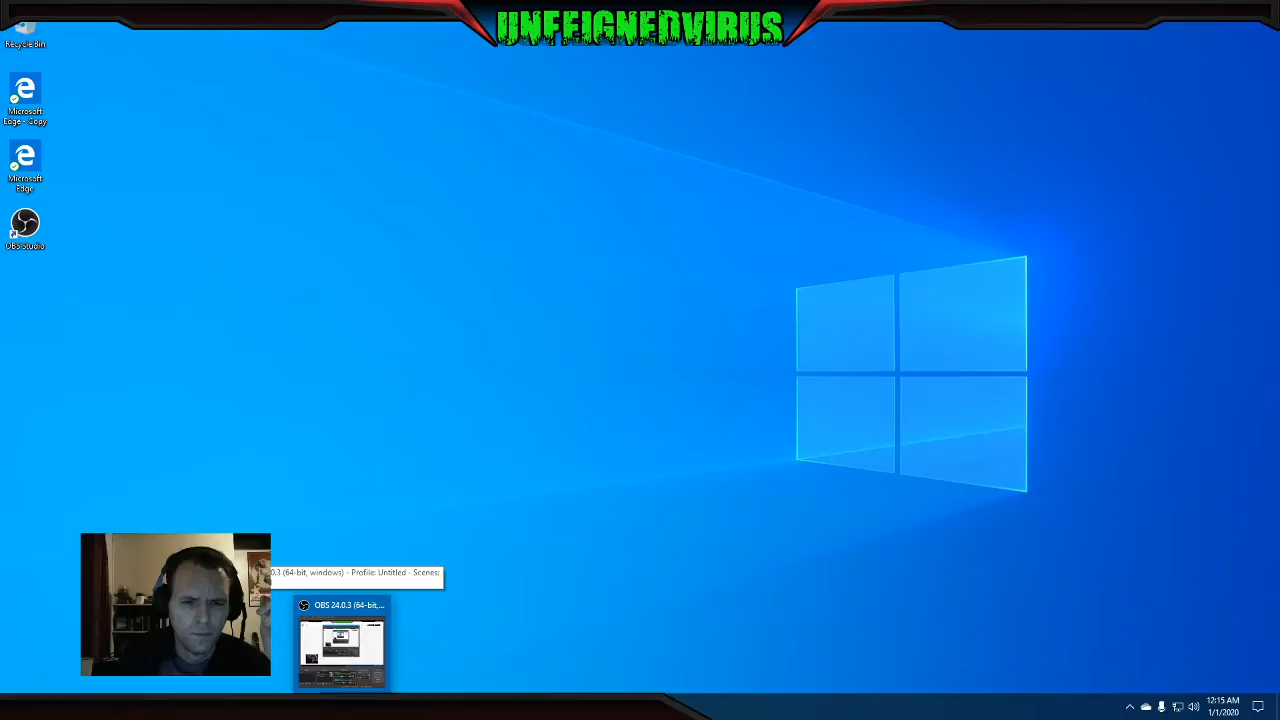 UNFEIGNEDVIRUS
Recycle Bin
Microsoft
Edge - Copy
Microsoft
Edge
OBS Studio
0.3 (64-bit, windows) - Profile: Untitled - Scenes:
OBS 24.0.3 (64-bit,...
12:15 AM
1/1/2020